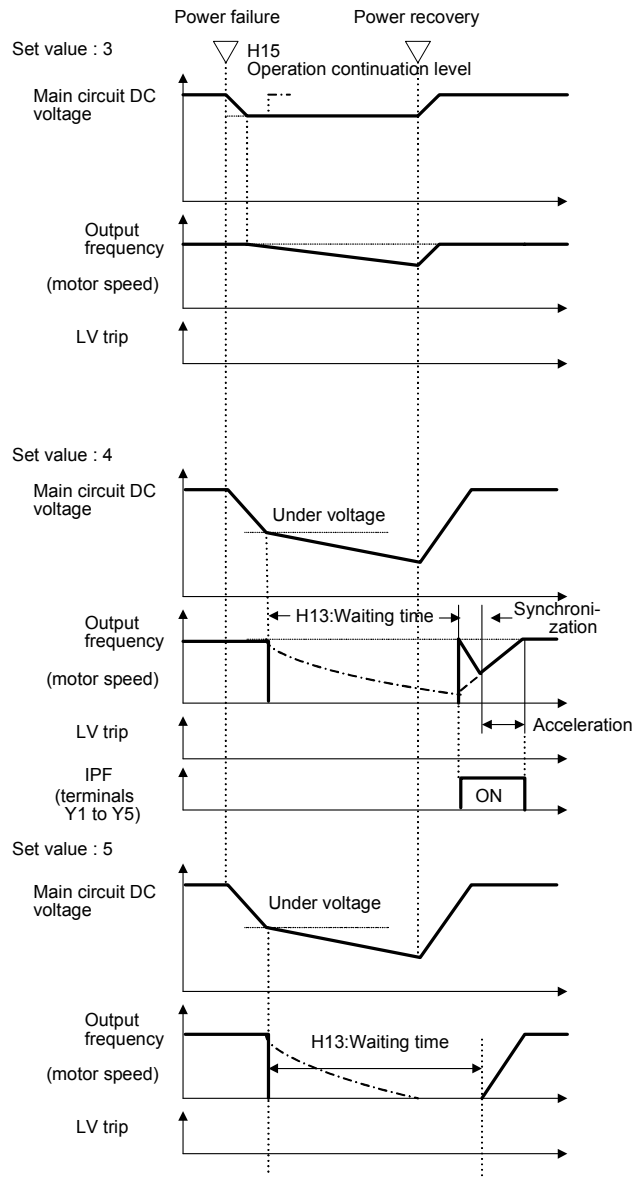 Power failure
Power recovery
Set value : 3
H15
Operation continuation level
Main circuit DC
voltage
Output
frequency
(motor speed)
LV trip
Set value : 4
Main circuit DC
voltage
Under voltage
Output
frequency
(motor speed)
H13:Waiting time
Synchroni-
zation
Acceleration
LV trip
IPF
(terminals
Y1 to Y5)
ON
Set value : 5
Main circuit DC
voltage
Under voltage
Output
frequency
(motor speed)
H13:Waiting time
LV trip